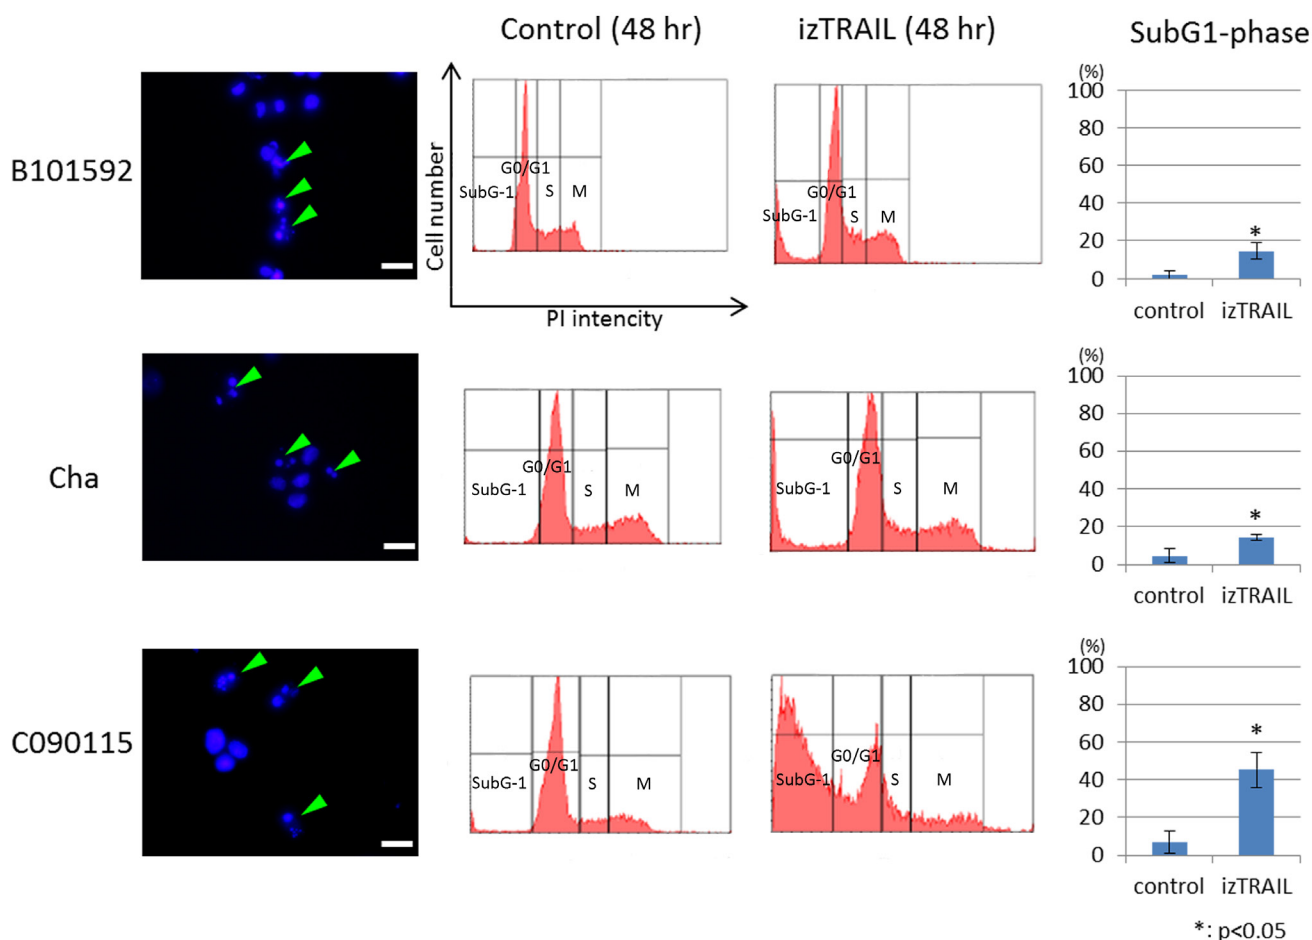 Control (48 hr) izTRAIL (48 hr) SubG1-phase
B101592
Cell number
PI intencity
SubG-1 G0/G1 S M
SubG-1 G0/G1 S M
(%)
100
80
60
40
20
0
*
control izTRAIL
Cha
SubG-1 G0/G1 S M
SubG-1 G0/G1 S M
(%)
100
80
60
40
20
0
*
control izTRAIL
C090115
SubG-1 G0/G1 S M
SubG-1 G0/G1 S M
(%)
100
80
60
40
20
0
*
control izTRAIL
*: p<0.05